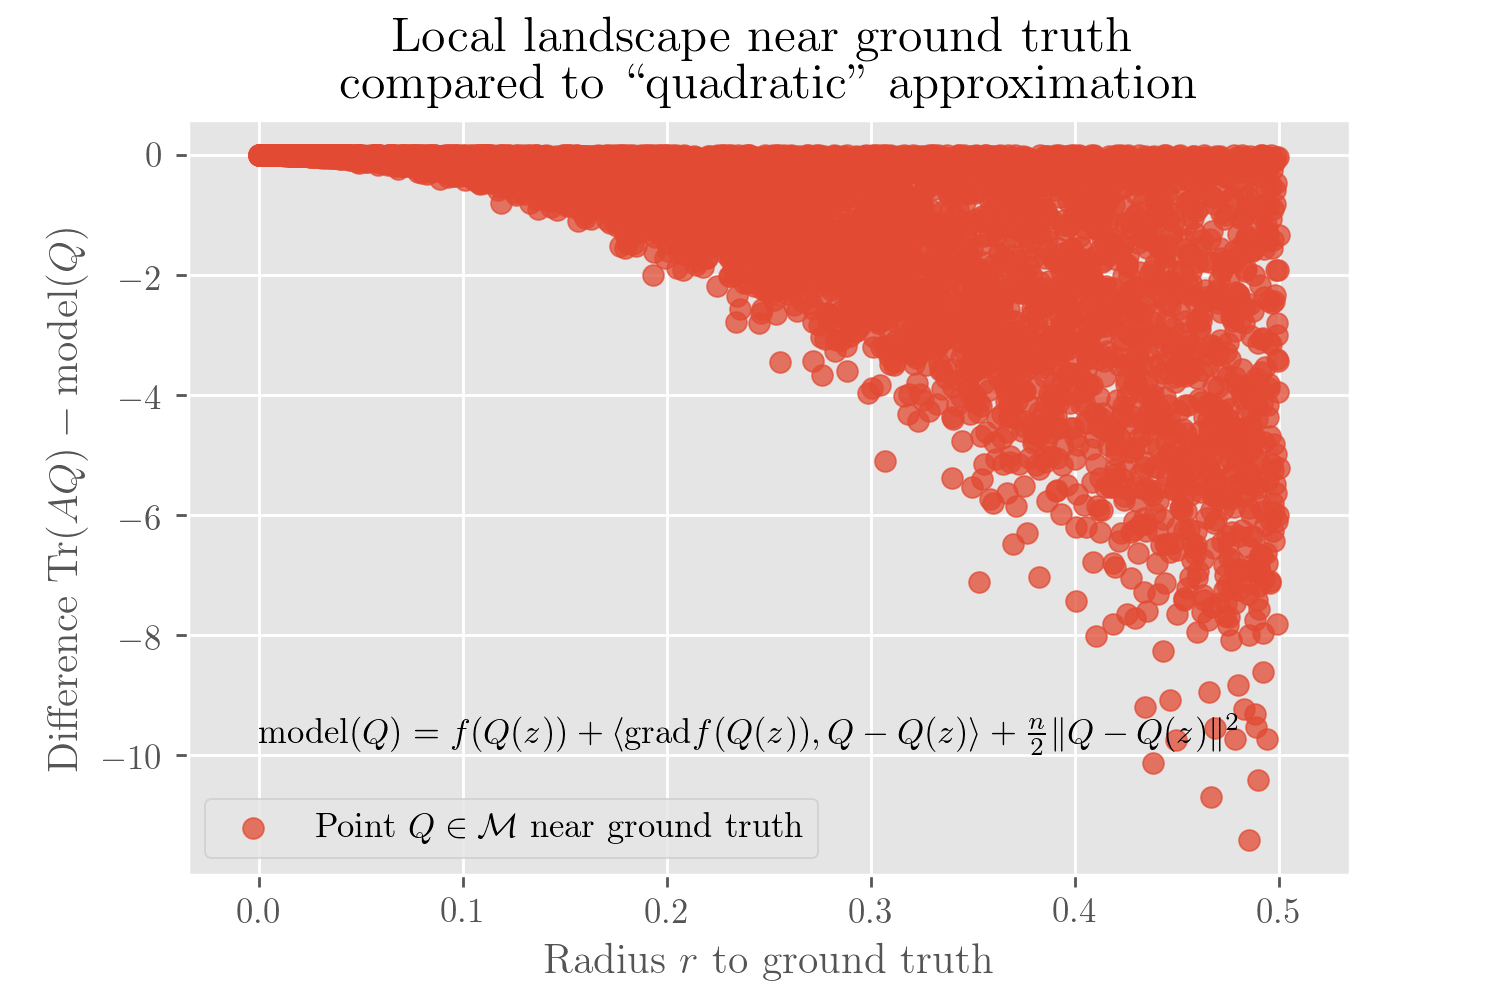 Local landscape near ground truth
compared to “quadratic” approximation
Difference Tr(AQ) − model(Q)
0
−2
−4
−6
−8
−10
model(Q) = f(Q(z)) + ⟨gradf(Q(z)), Q − Q(z)⟩ + n/2 ‖Q − Q(z)‖²
Point Q ∈ ℳ near ground truth
0.0 0.1 0.2 0.3 0.4 0.5
Radius r to ground truth